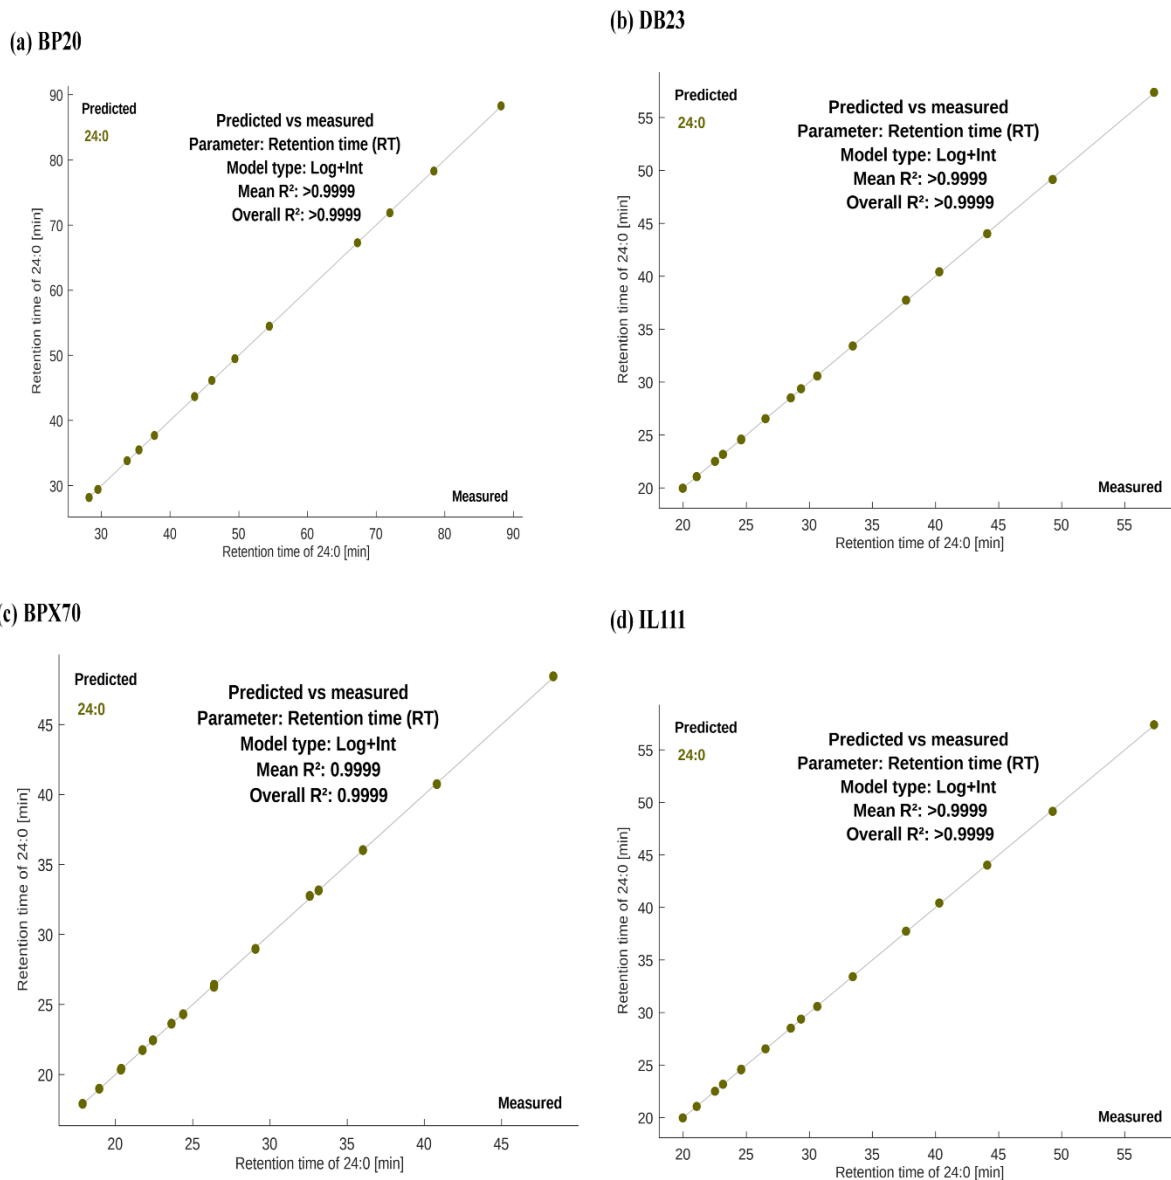 (a) BP20
90
80
70
60
50
40
30
Retention time of 24:0 [min]
Predicted
24:0
Predicted vs measured
Parameter: Retention time (RT)
Model type: Log+Int
Mean R²: >0.9999
Overall R²: >0.9999
Measured
30 40 50 60 70 80 90
Retention time of 24:0 [min]
(b) DB23
55
50
45
40
35
30
25
20
Retention time of 24:0 [min]
Predicted
24:0
Predicted vs measured
Parameter: Retention time (RT)
Model type: Log+Int
Mean R²: >0.9999
Overall R²: >0.9999
Measured
20 25 30 35 40 45 50 55
Retention time of 24:0 [min]
(c) BPX70
45
40
35
30
25
20
Retention time of 24:0 [min]
Predicted
24:0
Predicted vs measured
Parameter: Retention time (RT)
Model type: Log+Int
Mean R²: 0.9999
Overall R²: 0.9999
Measured
20 25 30 35 40 45
Retention time of 24:0 [min]
(d) IL111
55
50
45
40
35
30
25
20
Retention time of 24:0 [min]
Predicted
24:0
Predicted vs measured
Parameter: Retention time (RT)
Model type: Log+Int
Mean R²: >0.9999
Overall R²: >0.9999
Measured
20 25 30 35 40 45 50 55
Retention time of 24:0 [min]